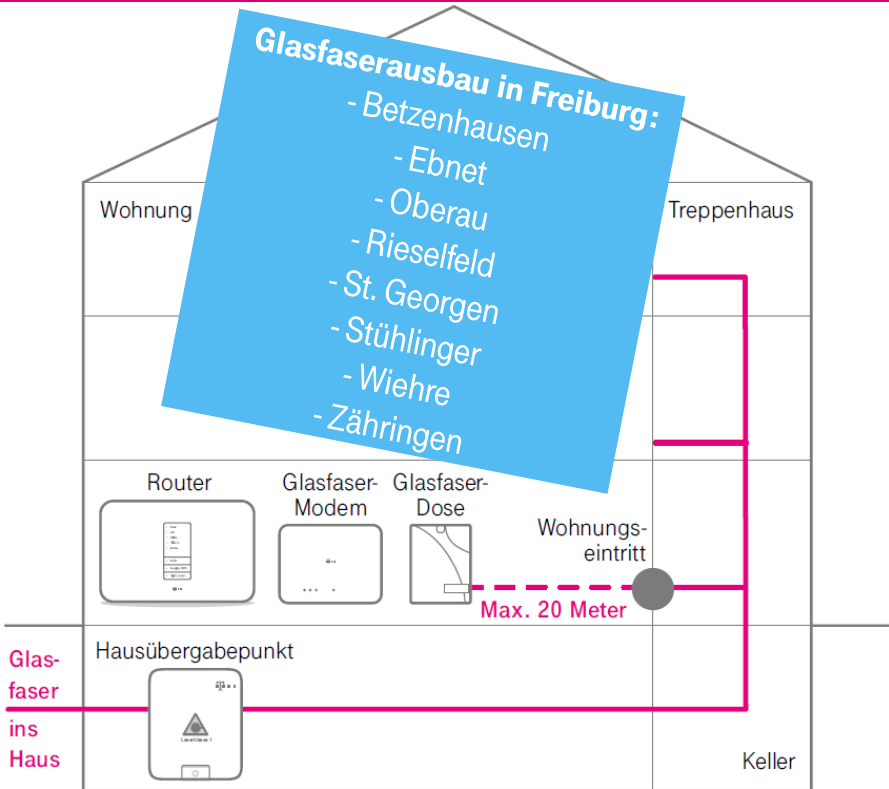 Glasfaserausbau in Freiburg:
- Betzenhausen
- Ebnet
- Oberau
- Rieselfeld
- St. Georgen
- Stühlinger
- Wiehre
- Zähringen
Wohnung
Treppenhaus
Router
Glasfaser-
Modem
Glasfaser-
Dose
Wohnungs-
eintritt
Max. 20 Meter
Glas-
faser
ins
Haus
Hausübergabepunkt
Keller